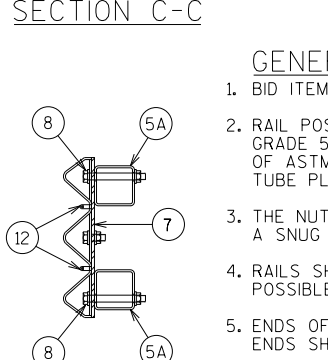 SECTION C-C
GENE
1. BID ITEM
2. RAIL POS
GRADE 5
OF ASTM
TUBE PL
3. THE NUT
A SNUG
4. RAILS SH
POSSIBLE
5. ENDS OF
ENDS SH
8
5A
12
7
8
5A